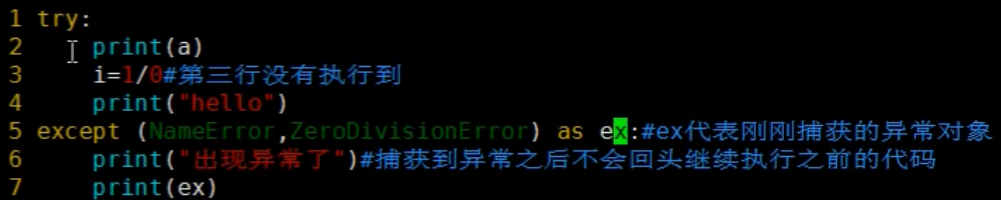 1 try:
2     print(a)
3     i=1/0#第三行没有执行到
4     print("hello")
5 except (NameError,ZeroDivisionError) as ex:#ex代表刚刚捕获的异常对象
6     print("出现异常了")#捕获到异常之后不会回头继续执行之前的代码
7     print(ex)